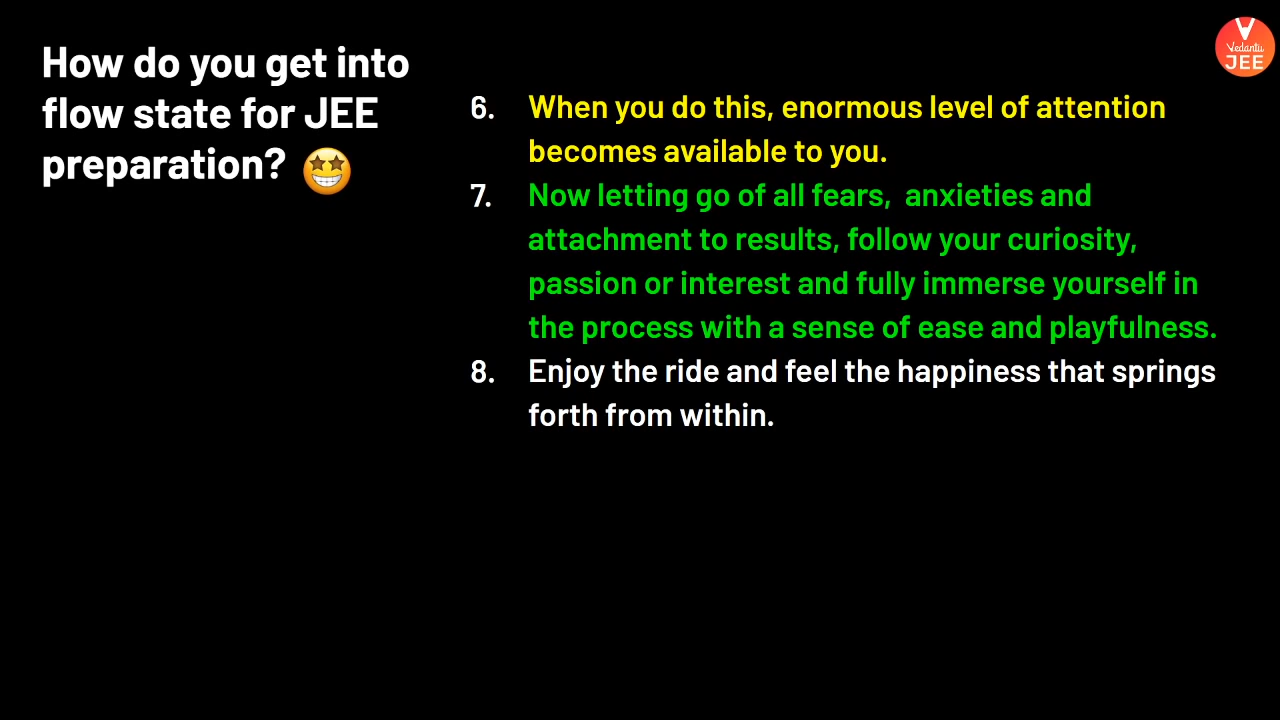 How do you get into
flow state for JEE
preparation? 🤩
Vedantu
JEE
6. When you do this, enormous level of attention
becomes available to you.
7. Now letting go of all fears,  anxieties and
attachment to results, follow your curiosity,
passion or interest and fully immerse yourself in
the process with a sense of ease and playfulness.
8. Enjoy the ride and feel the happiness that springs
forth from within.